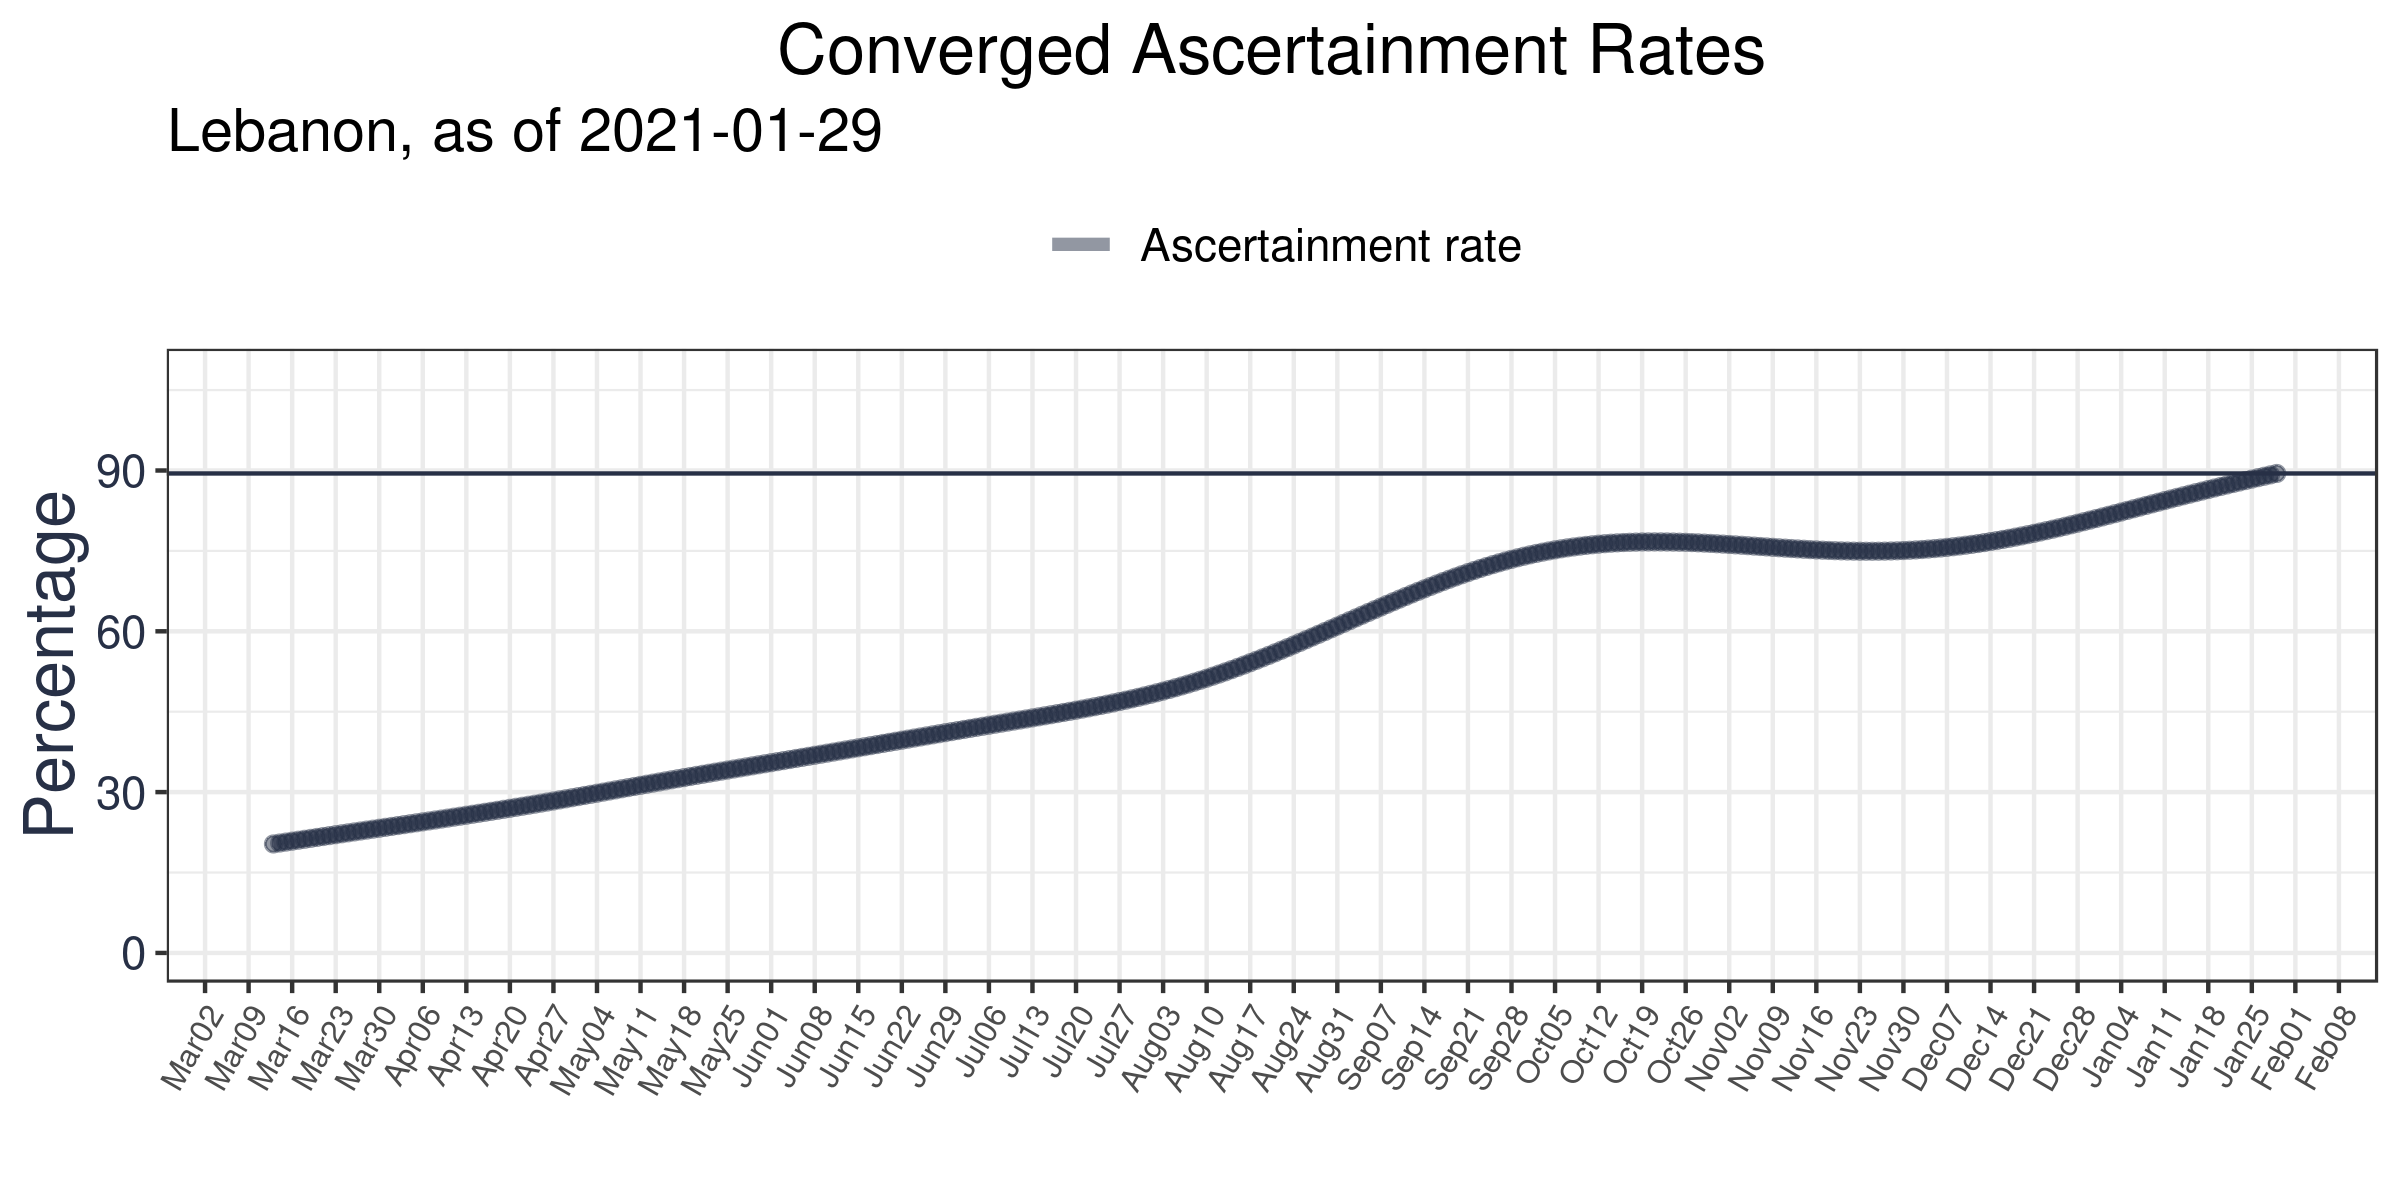 Converged Ascertainment Rates
Lebanon, as of 2021-01-29
Ascertainment rate
Percentage
90
60
30
0
Mar02 Mar09 Mar16 Mar23 Mar30 Apr06 Apr13 Apr20 Apr27 May04 May11 May18 May25 Jun01 Jun08 Jun15 Jun22 Jun29 Jul06 Jul13 Jul20 Jul27 Aug03 Aug10 Aug17 Aug24 Aug31 Sep07 Sep14 Sep21 Sep28 Oct05 Oct12 Oct19 Oct26 Nov02 Nov09 Nov16 Nov23 Nov30 Dec07 Dec14 Dec21 Dec28 Jan04 Jan11 Jan18 Jan25 Feb01 Feb08